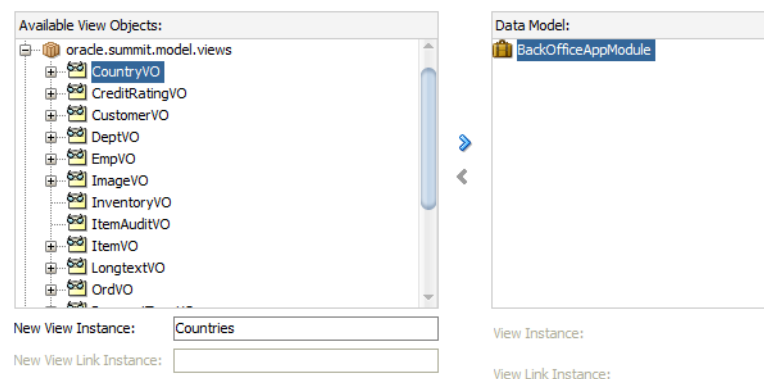 Available View Objects:
Data Model:
oracle.summit.model.views
BackOfficeAppModule
CountryVO
CreditRatingVO
CustomerVO
DeptVO
EmpVO
ImageVO
InventoryVO
ItemAuditVO
ItemVO
LongtextVO
OrdVO
New View Instance:
Countries
View Instance:
New View Link Instance:
View Link Instance: